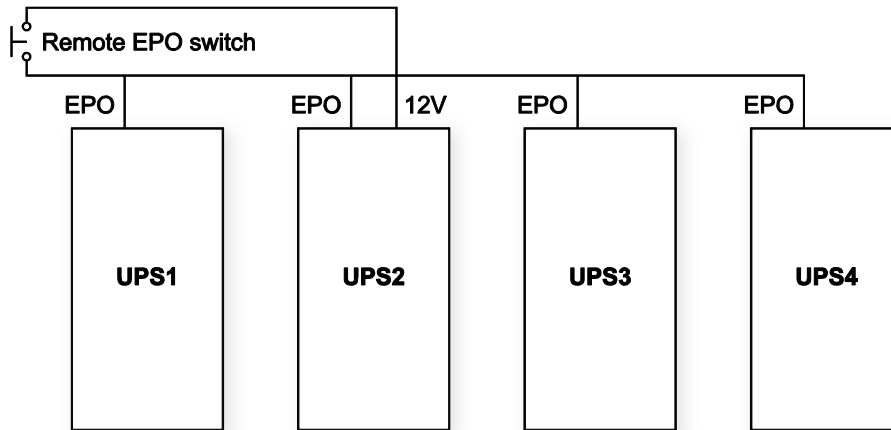 Remote EPO switch
EPO
EPO
12V
EPO
EPO
UPS1
UPS2
UPS3
UPS4